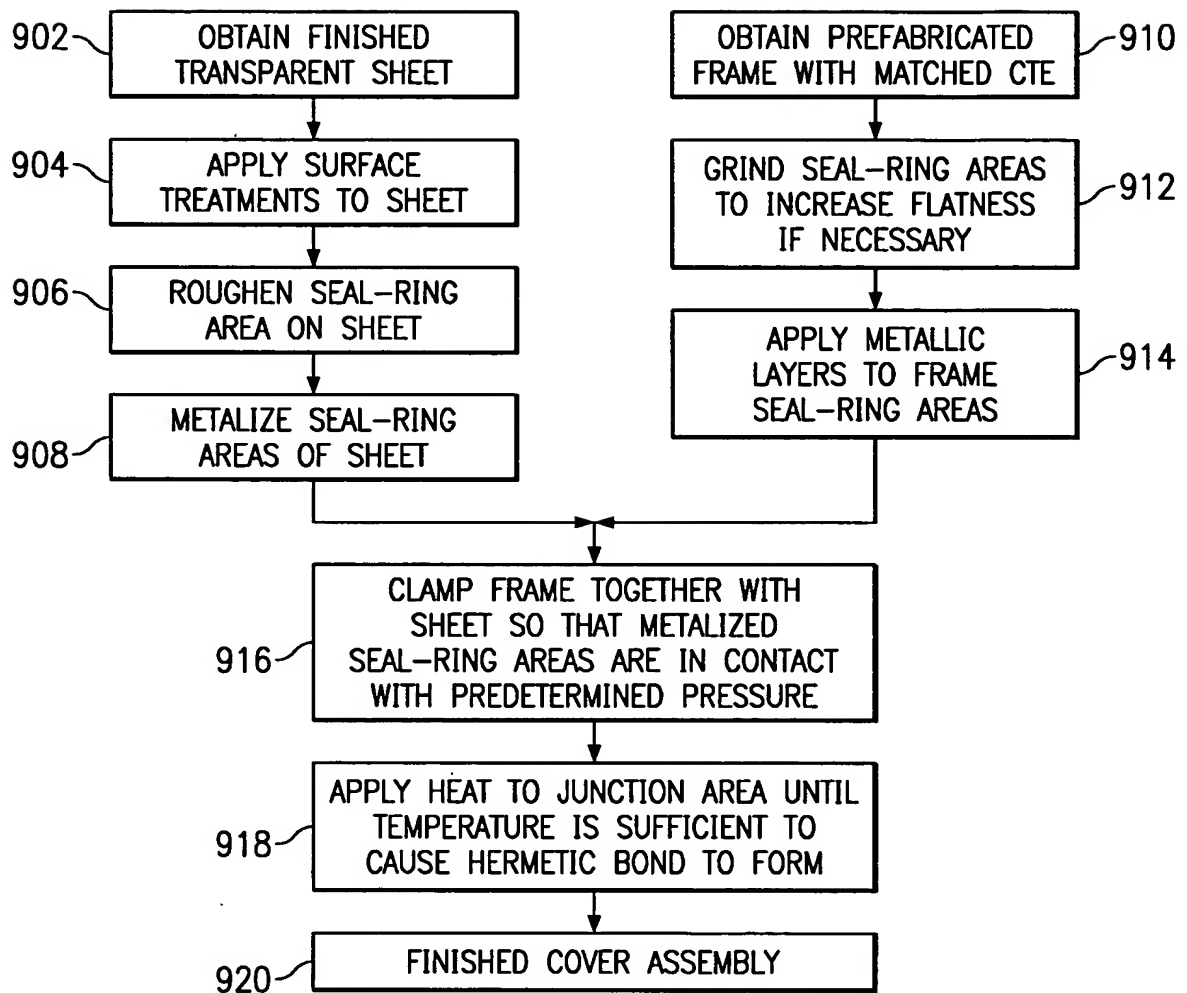 902
OBTAIN FINISHED
TRANSPARENT SHEET
904
APPLY SURFACE
TREATMENTS TO SHEET
906
ROUGHEN SEAL-RING
AREA ON SHEET
908
METALIZE SEAL-RING
AREAS OF SHEET
910
OBTAIN PREFABRICATED
FRAME WITH MATCHED CTE
912
GRIND SEAL-RING AREAS
TO INCREASE FLATNESS
IF NECESSARY
914
APPLY METALLIC
LAYERS TO FRAME
SEAL-RING AREAS
916
CLAMP FRAME TOGETHER WITH
SHEET SO THAT METALIZED
SEAL-RING AREAS ARE IN CONTACT
WITH PREDETERMINED PRESSURE
918
APPLY HEAT TO JUNCTION AREA UNTIL
TEMPERATURE IS SUFFICIENT TO
CAUSE HERMETIC BOND TO FORM
920
FINISHED COVER ASSEMBLY